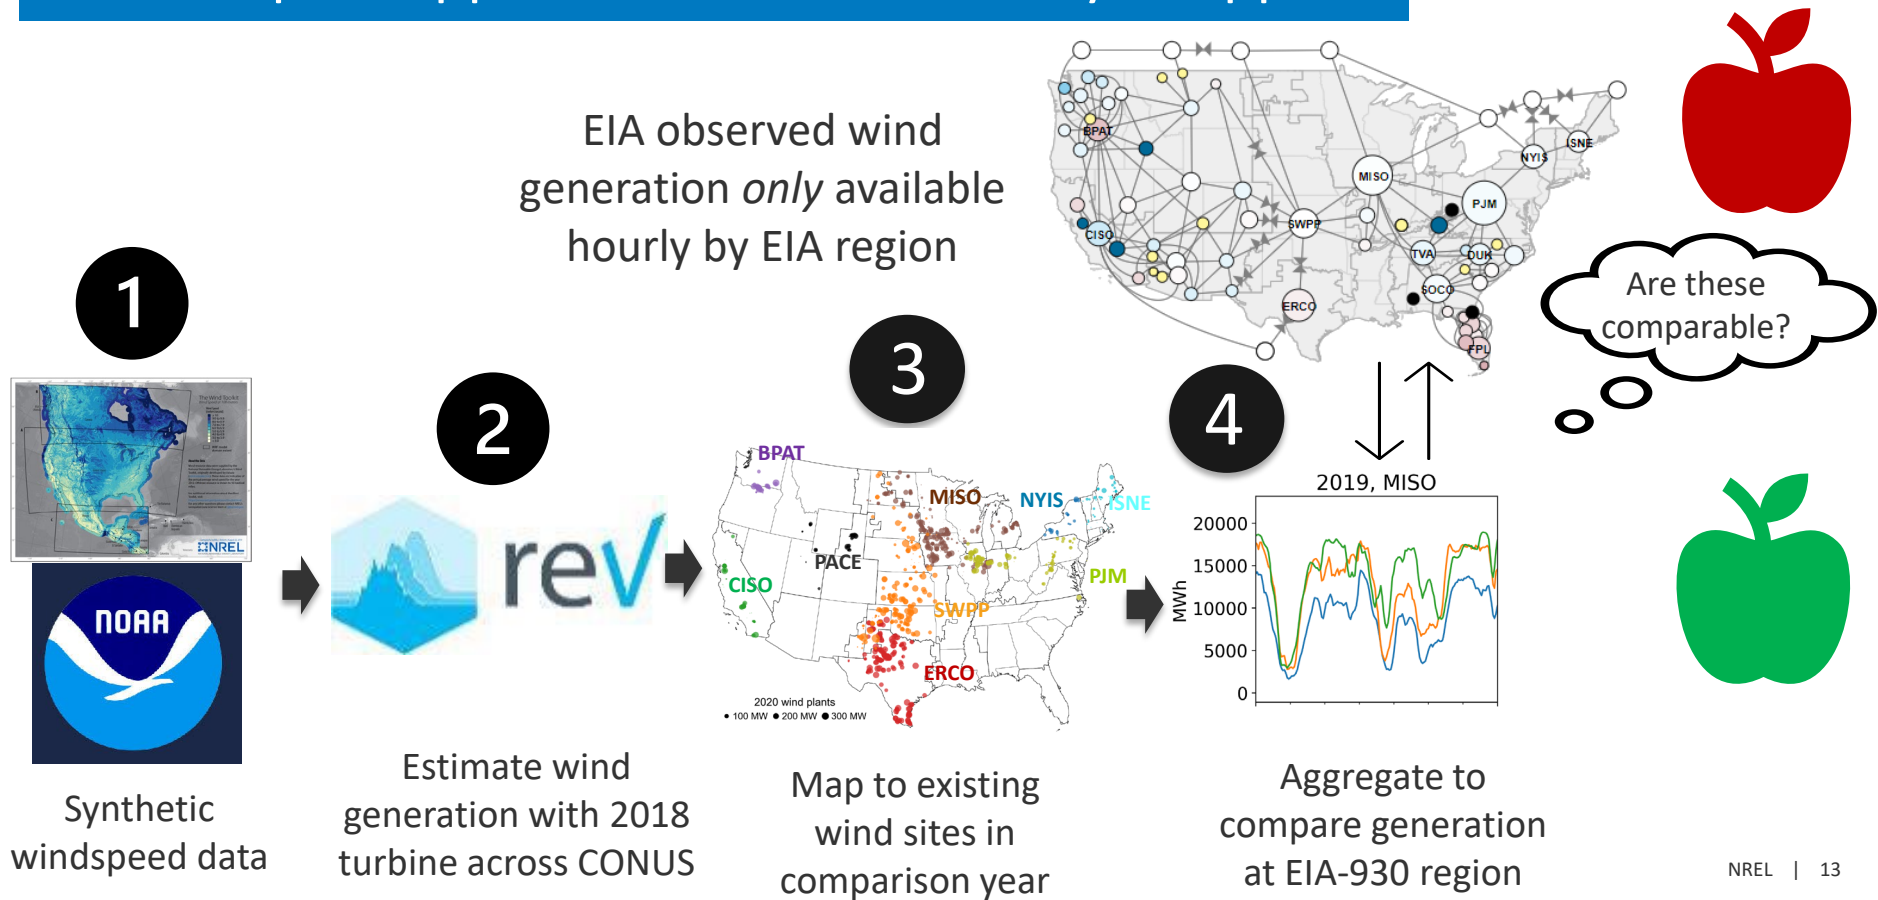 EIA observed wind
generation only available
hourly by EIA region
BPAT
CISO
MISO
SWPP
ERCO
PJM
TVA
DUK
SOCO
FPL
NYIS
ISNE
Are these
comparable?
1
The Wind Toolkit
NREL
NOAA
Synthetic
windspeed data
2
reV
Estimate wind
generation with 2018
turbine across CONUS
3
BPAT
MISO
NYIS
ISNE
PACE
CISO
PJM
SWPP
ERCO
2020 wind plants
100 MW 200 MW 300 MW
Map to existing
wind sites in
comparison year
4
2019, MISO
MWh
20000
15000
10000
5000
0
Aggregate to
compare generation
at EIA-930 region
NREL | 13